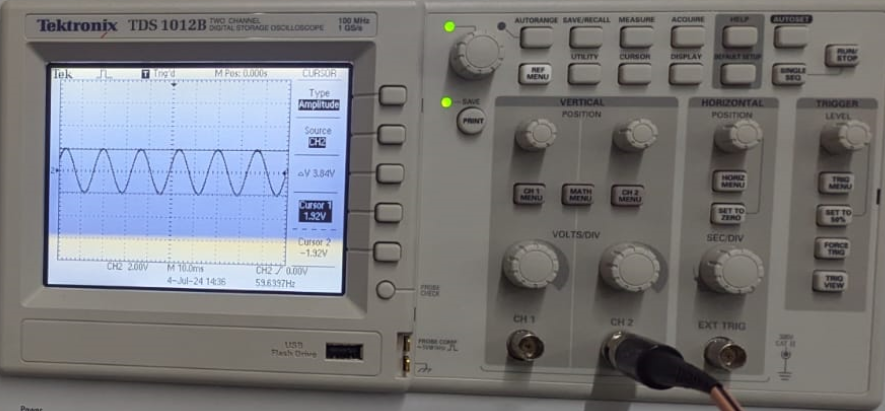 Tektronix TDS 1012B TWO CHANNEL DIGITAL STORAGE OSCILLOSCOPE 100 MHz 1 GS/s
Tek T Trig'd M Pos: 0.000s CURSOR
Type
Amplitude
Source
CH2
ΔV 3.84V
Cursor 1
1.92V
Cursor 2
-1.92V
2
CH2 2.00V M 10.0ms CH2 / 0.00V
4-Jul-24 14:36 59.6397Hz
USB
Flash Drive
PROBE
CHECK
PROBE COMP
AUTORANGE SAVE/RECALL MEASURE ACQUIRE HELP AUTOSET
REF
MENU
UTILITY CURSOR DISPLAY DEFAULT SETUP
RUN/
STOP
SINGLE
SEQ
SAVE
PRINT
VERTICAL
POSITION
CH 1
MENU
MATH
MENU
CH 2
MENU
VOLTS/DIV
CH 1
CH 2
HORIZONTAL
POSITION
HORIZ
MENU
SET TO
ZERO
SEC/DIV
EXT TRIG
TRIGGER
LEVEL
TRIG
MENU
SET TO
50%
FORCE
TRIG
TRIG
VIEW